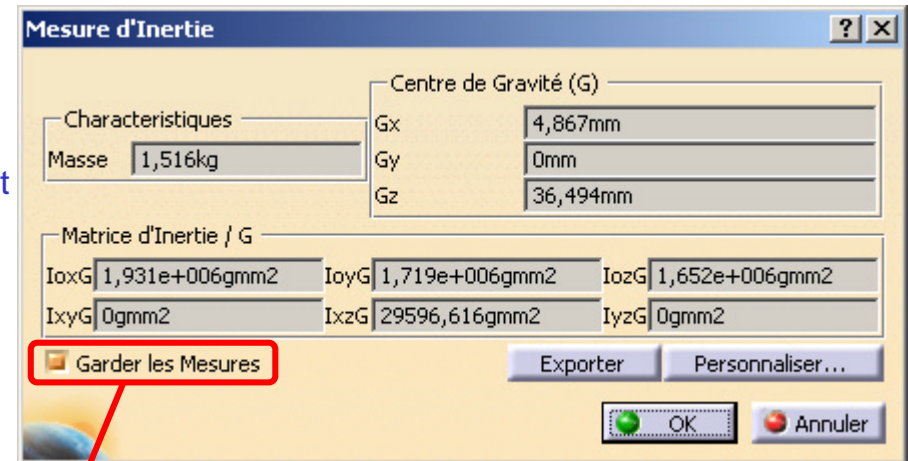 Mesure d'Inertie
Centre de Gravité (G)
Characteristiques
Gx 4,867mm
Masse 1,516kg
Gy 0mm
t
Gz 36,494mm
Matrice d'Inertie / G
IoxG 1,931e+006gmm2 IoyG 1,719e+006gmm2 IozG 1,652e+006gmm2
IxyG 0gmm2 IxzG 29596,616gmm2 IyzG 0gmm2
Garder les Mesures Exporter Personnaliser...
OK Annuler